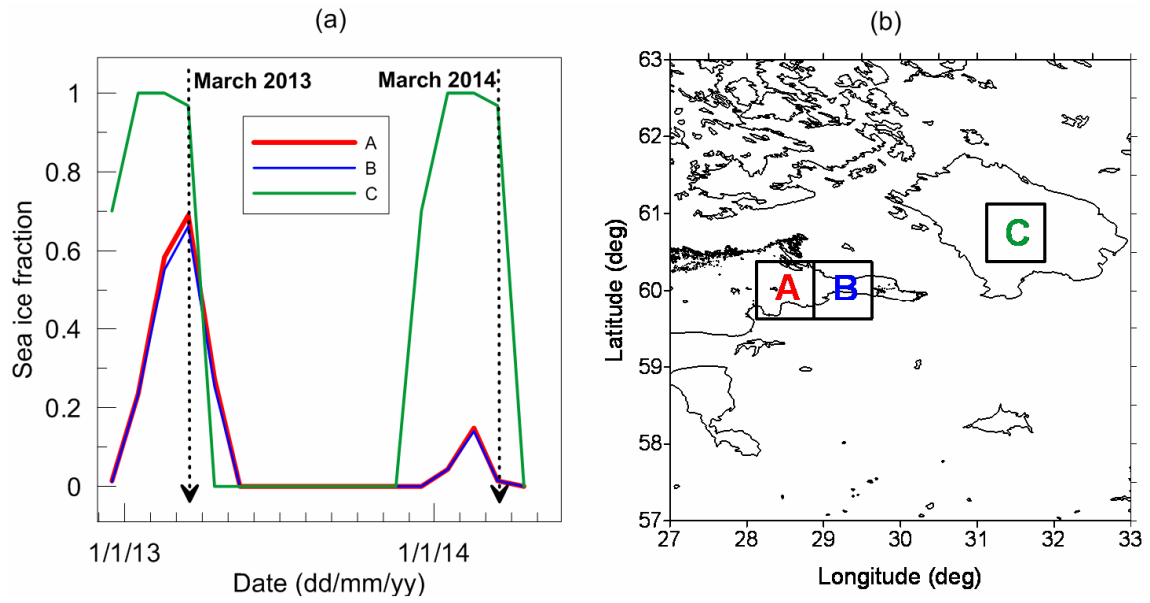 (a)
March 2013
March 2014
1
0.8
0.6
0.4
0.2
0
A
B
C
Sea ice fraction
1/1/13
1/1/14
Date (dd/mm/yy)
(b)
63
62
61
60
59
58
57
Latitude (deg)
A
B
C
27
28
29
30
31
32
33
Longitude (deg)